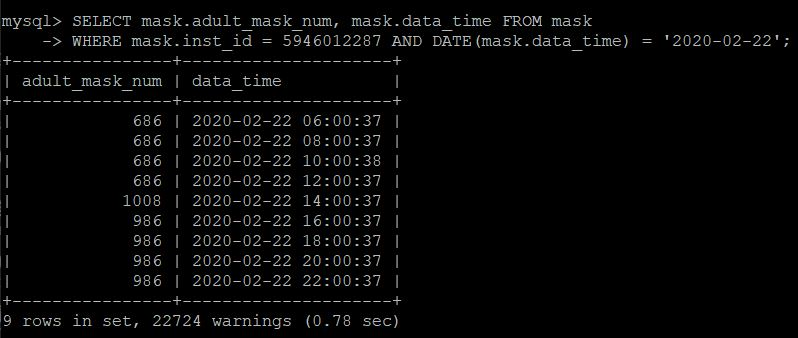 mysql> SELECT mask.adult_mask_num, mask.data_time FROM mask
    -> WHERE mask.inst_id = 5946012287 AND DATE(mask.data_time) = '2020-02-22';
+----------------+---------------------+
| adult_mask_num | data_time           |
+----------------+---------------------+
|            686 | 2020-02-22 06:00:37 |
|            686 | 2020-02-22 08:00:37 |
|            686 | 2020-02-22 10:00:38 |
|            686 | 2020-02-22 12:00:37 |
|           1008 | 2020-02-22 14:00:37 |
|            986 | 2020-02-22 16:00:37 |
|            986 | 2020-02-22 18:00:37 |
|            986 | 2020-02-22 20:00:37 |
|            986 | 2020-02-22 22:00:37 |
+----------------+---------------------+
9 rows in set, 22724 warnings (0.78 sec)